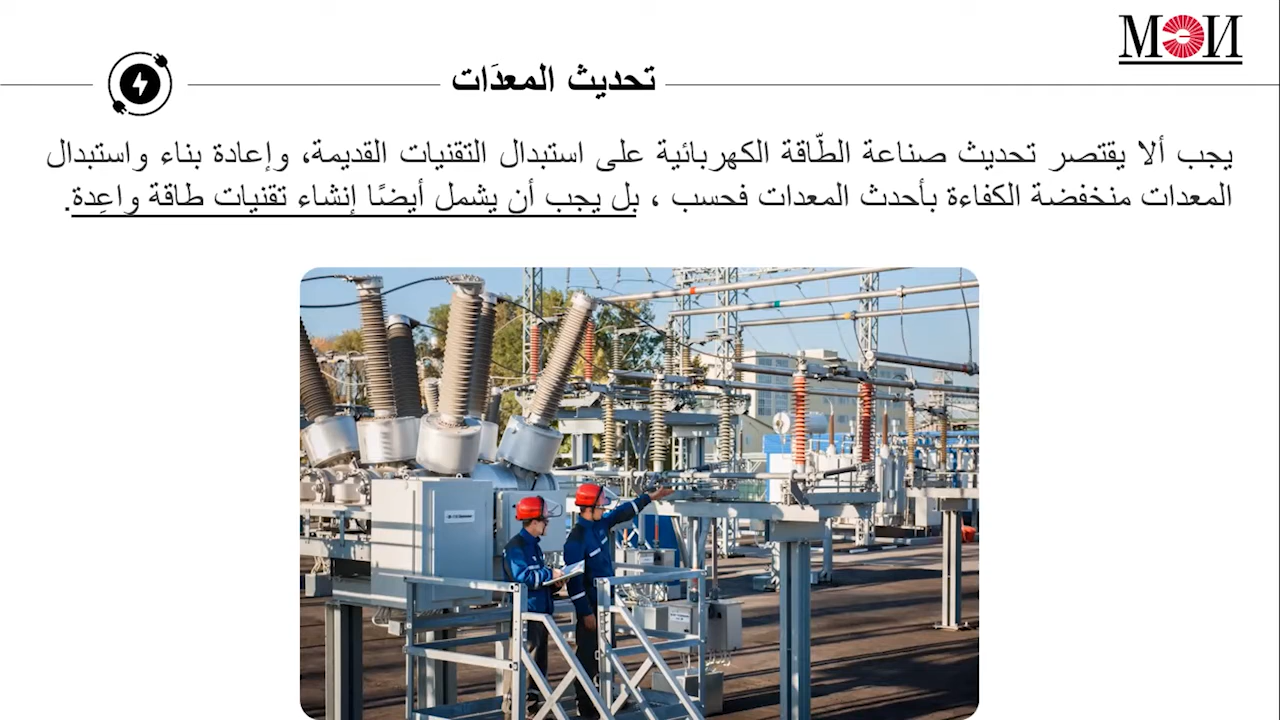 МЭИ
تحديث المعدَات
يجب ألا يقتصر تحديث صناعة الطّاقة الكهربائية على استبدال التقنيات القديمة، وإعادة بناء واستبدال
المعدات منخفضة الكفاءة بأحدث المعدات فحسب ، بل يجب أن يشمل أيضًا إنشاء تقنيات طاقة واعِدة.